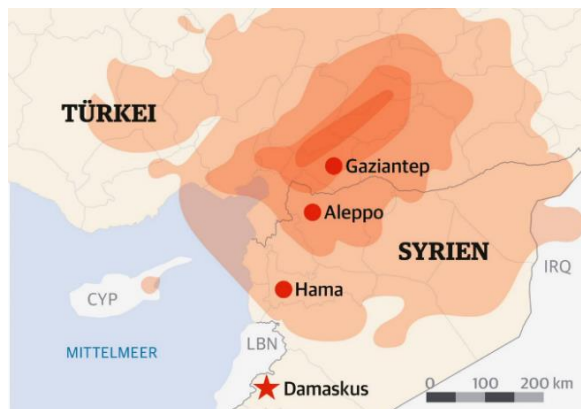 TÜRKEI
Gaziantep
Aleppo
SYRIEN
IRQ
Hama
CYP
MITTELMEER
LBN
Damaskus
0 100 200 km